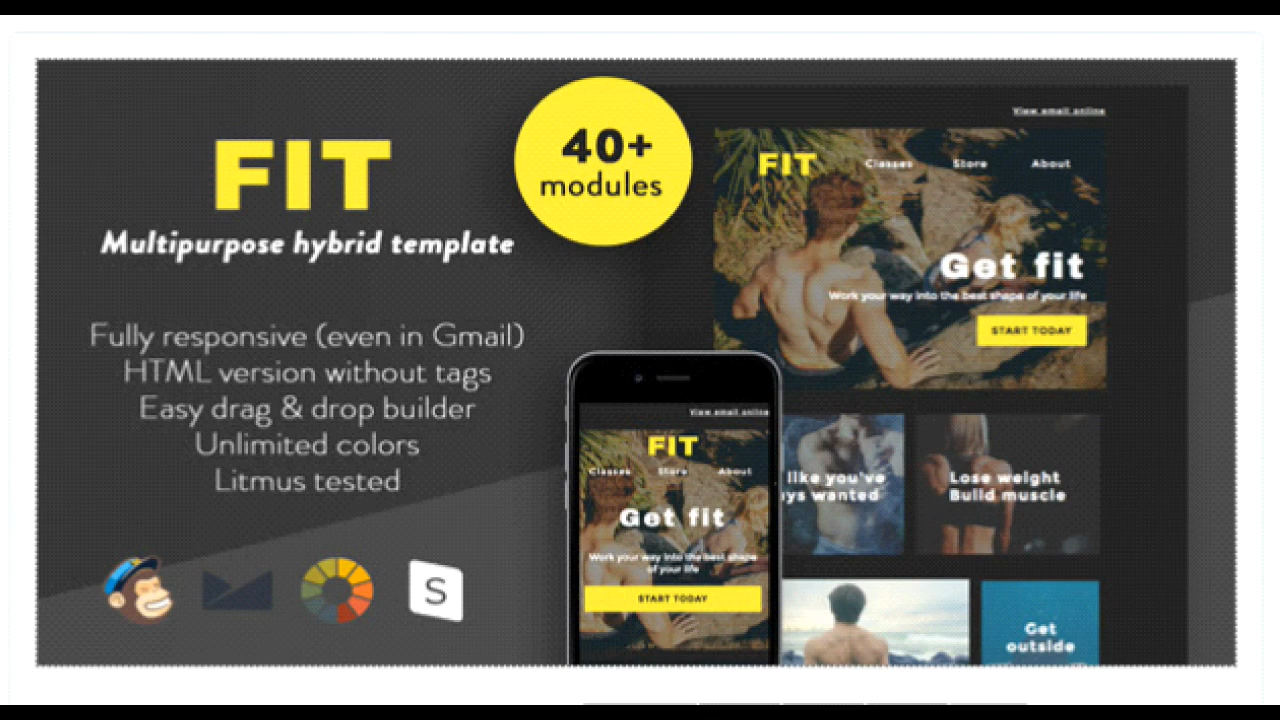 FIT
Multipurpose hybrid template
Fully responsive (even in Gmail)
HTML version without tags
Easy drag & drop builder
Unlimited colors
Litmus tested
S
40+
modules
View email online
FIT
Classes Store About
Get fit
Work your way into the best shape of your life
START TODAY
like you've
ys wanted
Lose weight
Build muscle
Get
outside
View email online
FIT
Classes Store About
Get fit
Work your way into the best shape
of your life
START TODAY